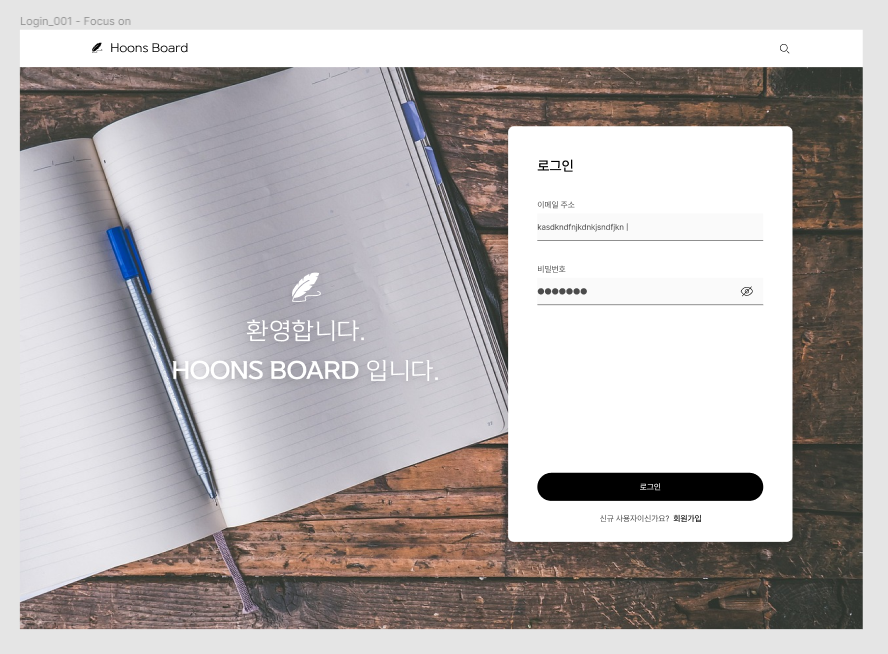 Login_001 - Focus on
Hoons Board
로그인
이메일 주소
kasdkndfnjkdnkjsndfjkn |
비밀번호
환영합니다.
HOONS BOARD 입니다.
로그인
신규 사용자이신가요? 회원가입